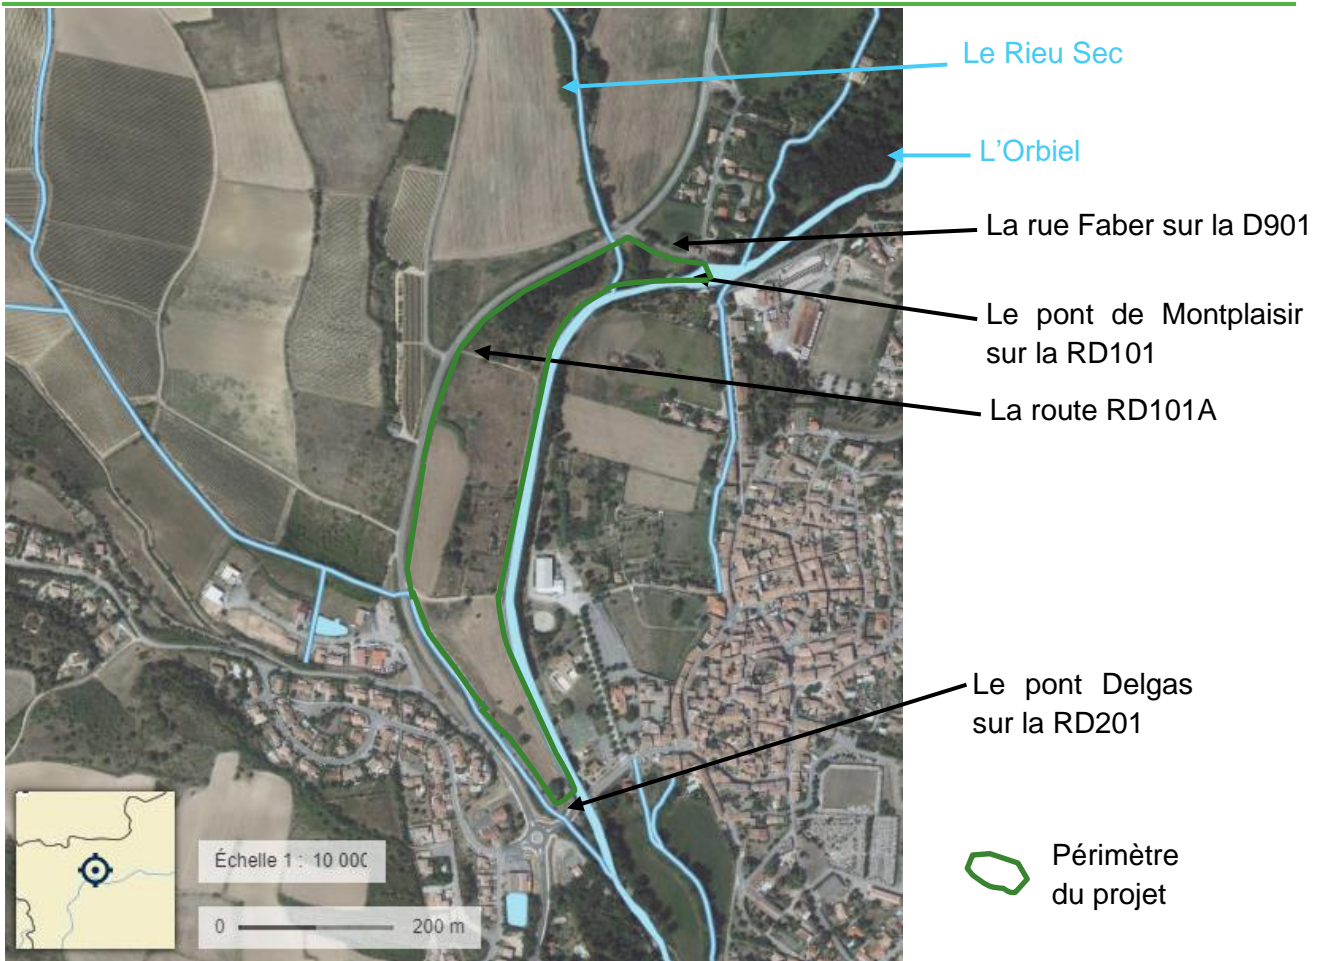 Le Rieu Sec
L'Orbiel
La rue Faber sur la D901
Le pont de Montplaisir
sur la RD101
La route RD101A
Le pont Delgas
sur la RD201
Périmètre
du projet
Échelle 1 : 10 000
0 200 m